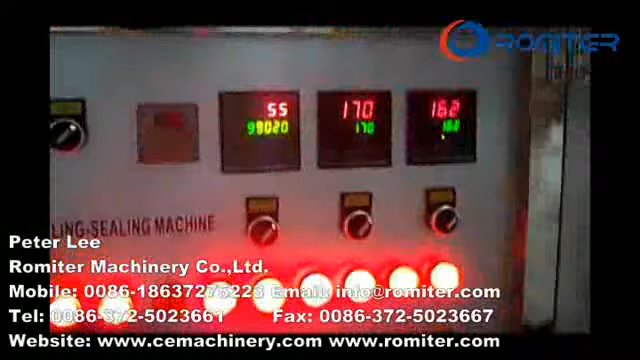 ROMITER
55
99020
170
170
162
162
LING-SEALING MACHINE
Peter Lee
Romiter Machinery Co.,Ltd.
Mobile: 0086-18637275223 Email: info@romiter.com
Tel: 0086-372-5023661 Fax: 0086-372-5023667
Website: www.cemachinery.com www.romiter.com